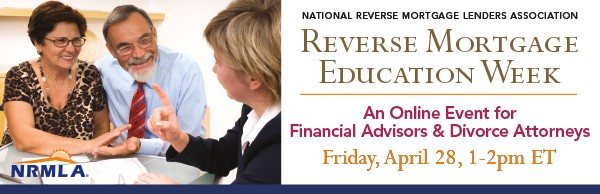 NATIONAL REVERSE MORTGAGE LENDERS ASSOCIATION
REVERSE MORTGAGE
EDUCATION WEEK
An Online Event for
Financial Advisors & Divorce Attorneys
Friday, April 28, 1-2pm ET
NRMLA